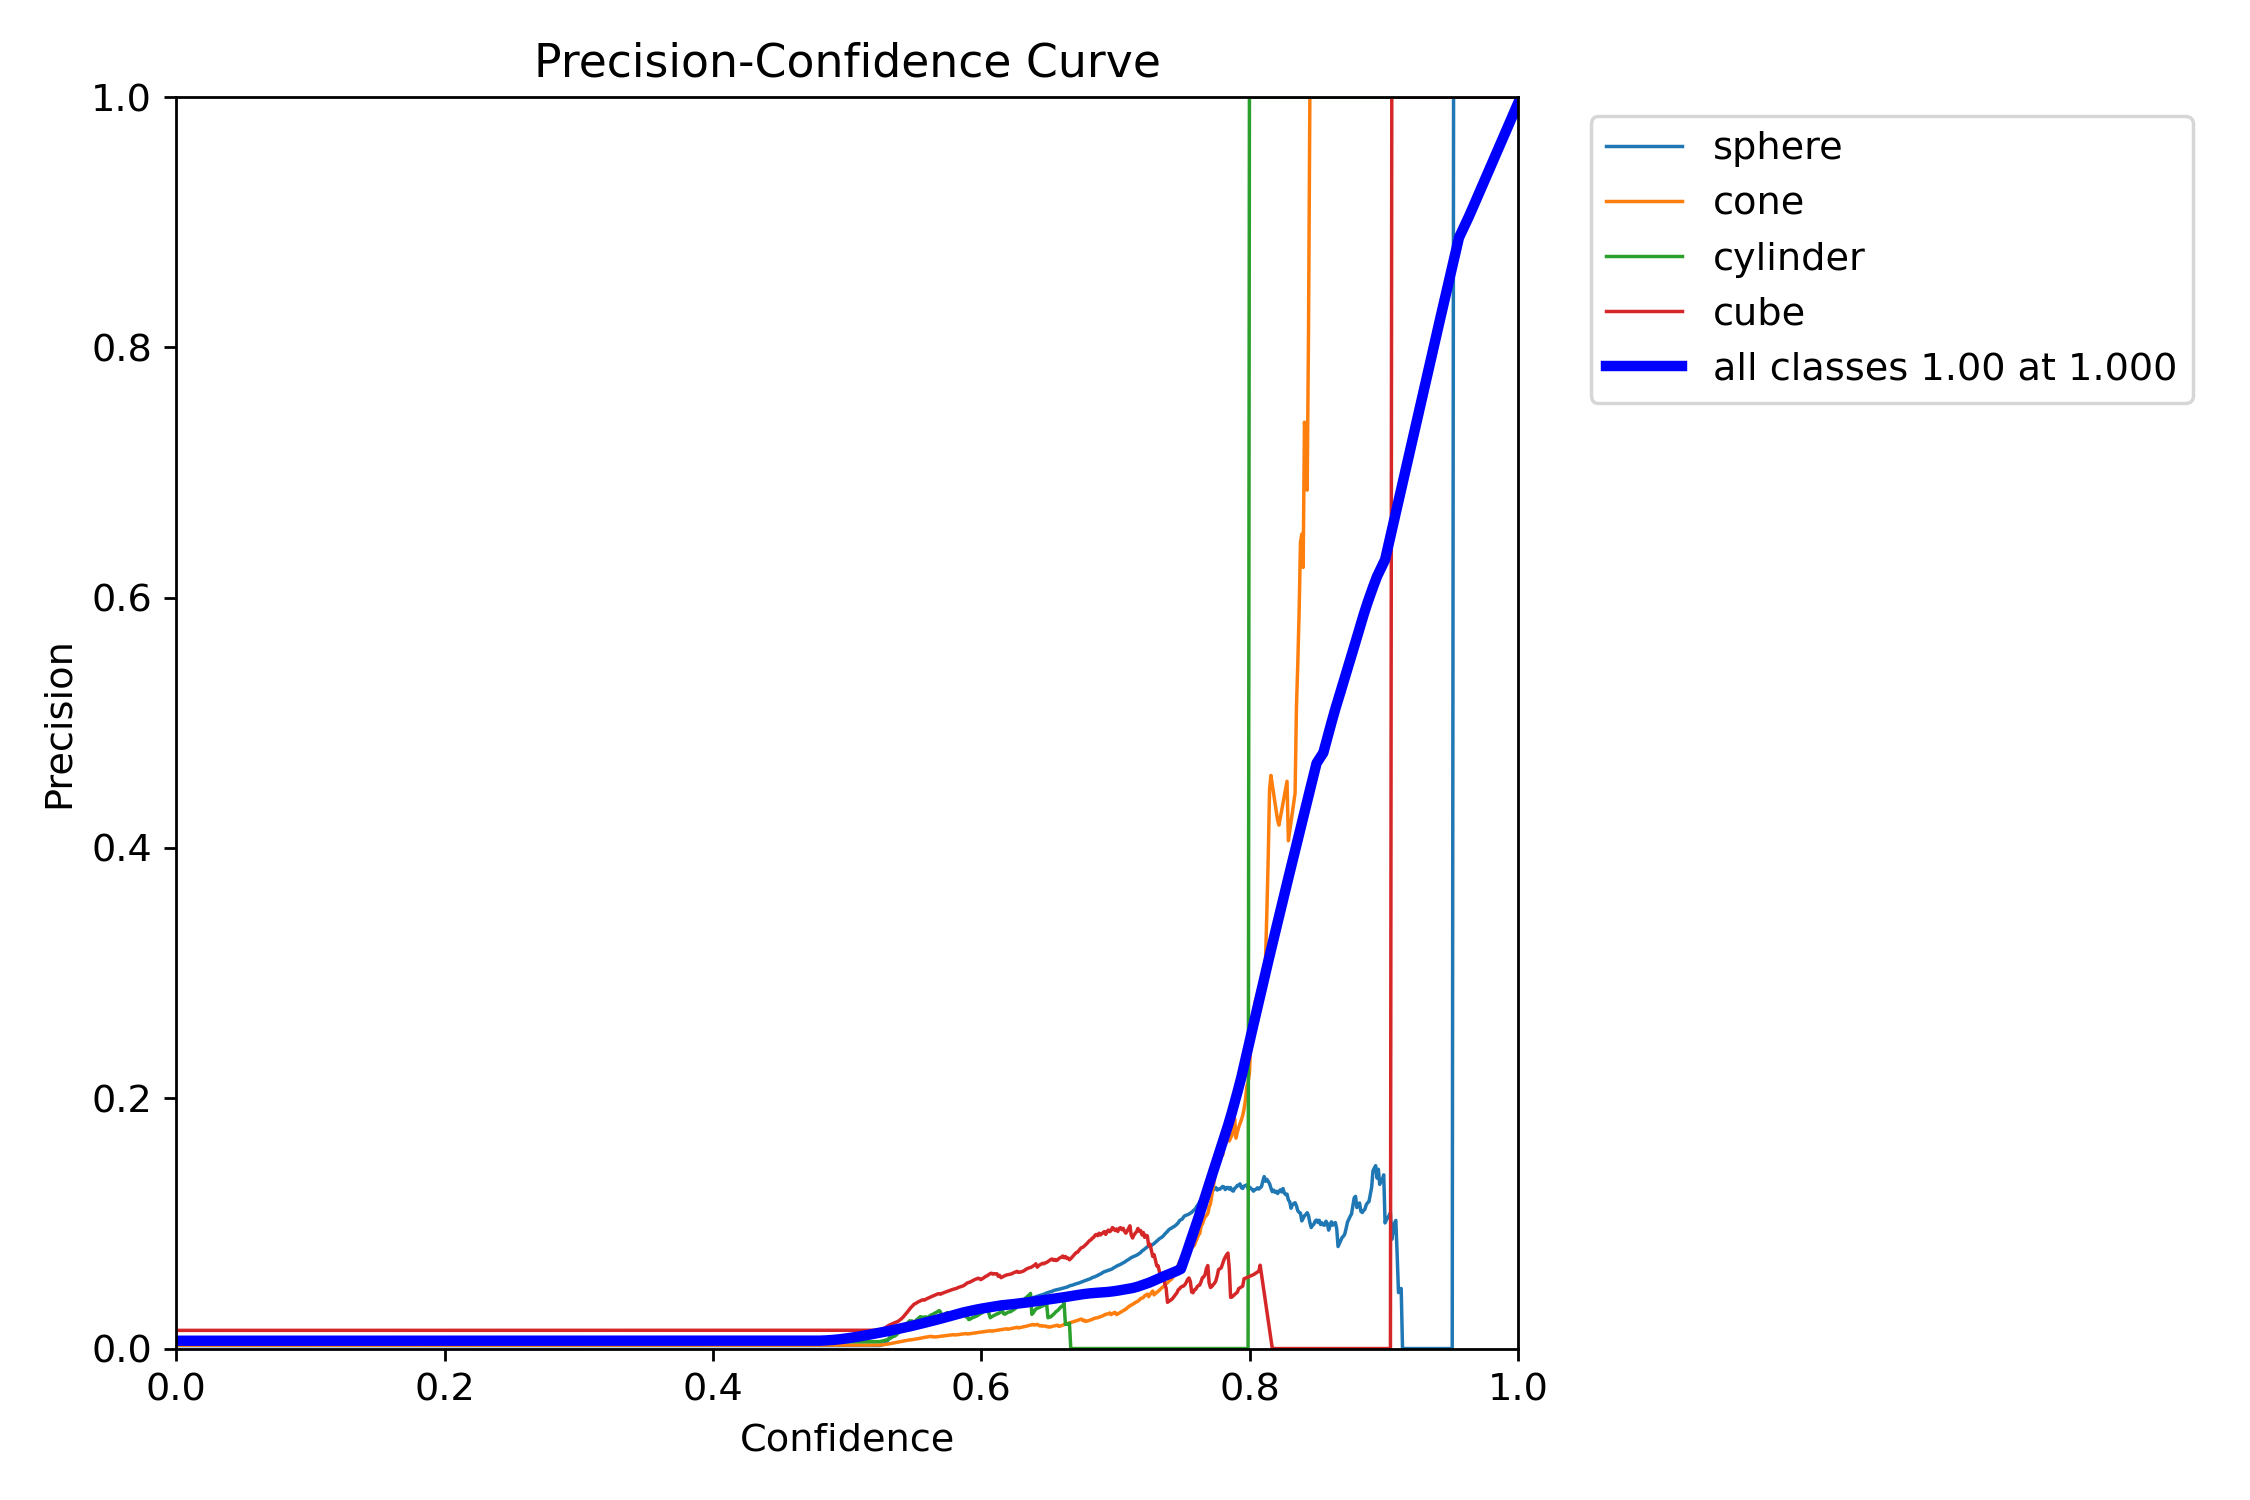 Precision-Confidence Curve
1.0
0.8
0.6
0.4
0.2
0.0
Precision
0.0 0.2 0.4 0.6 0.8 1.0
Confidence
sphere
cone
cylinder
cube
all classes 1.00 at 1.000